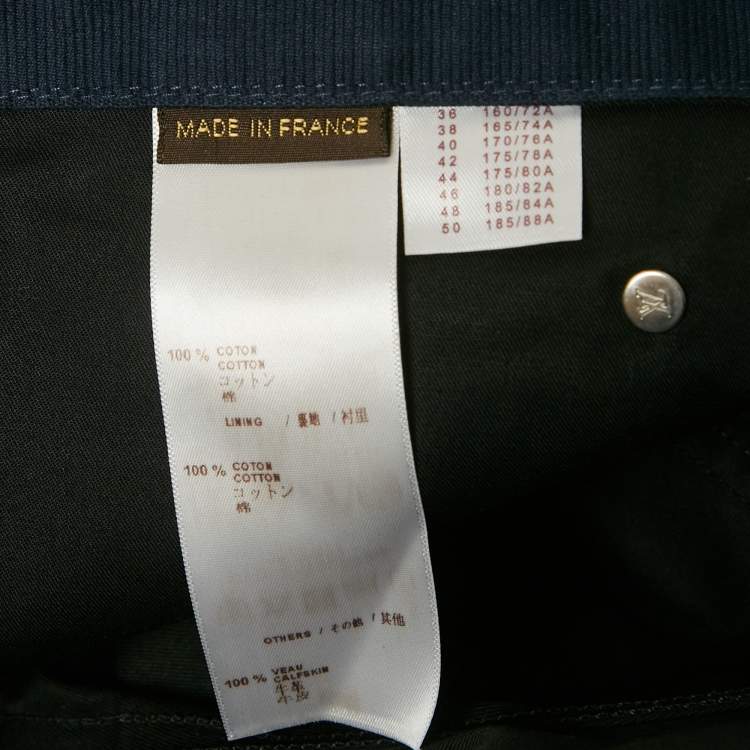 MADE IN FRANCE
36 160/72A
38 165/74A
40 170/76A
42 175/78A
44 175/80A
46 180/82A
48 185/84A
50 185/88A
100 % COTON
COTTON
コットン
棉
LINING / 裏地 / 衬里
100 % COTON
COTTON
コットン
棉
OTHERS / その他 / 其他
100 % VEAU
CALFSKIN
牛革
牛皮